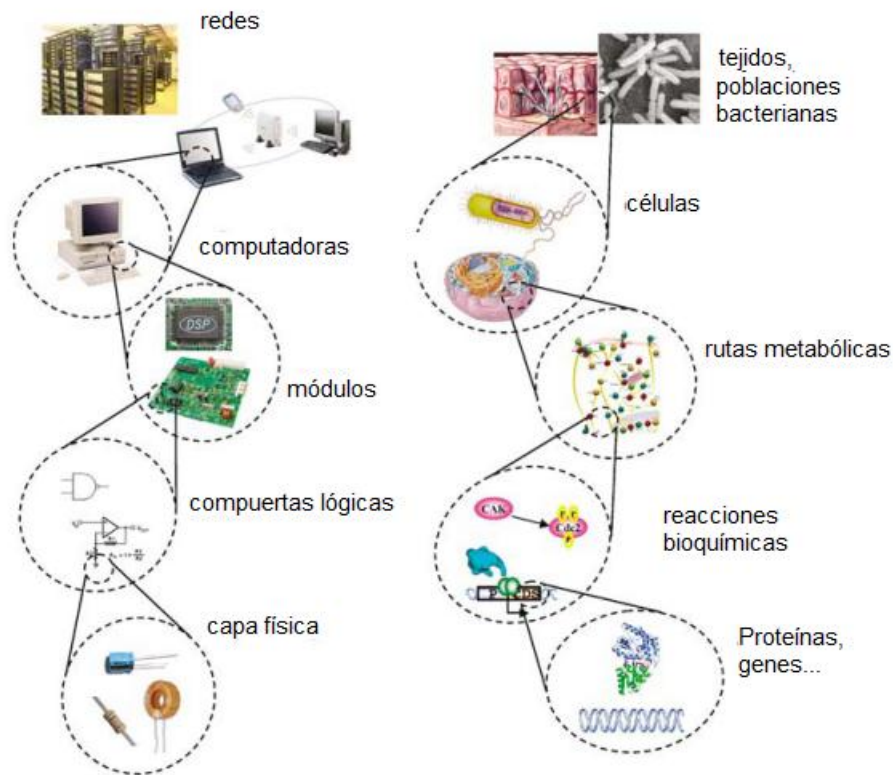 redes
computadoras
DSP
módulos
compuertas lógicas
capa física
tejidos,
poblaciones
bacterianas
células
rutas metabólicas
reacciones
bioquímicas
CAK
P P
Cdc2
P
P CDS
Proteínas,
genes...